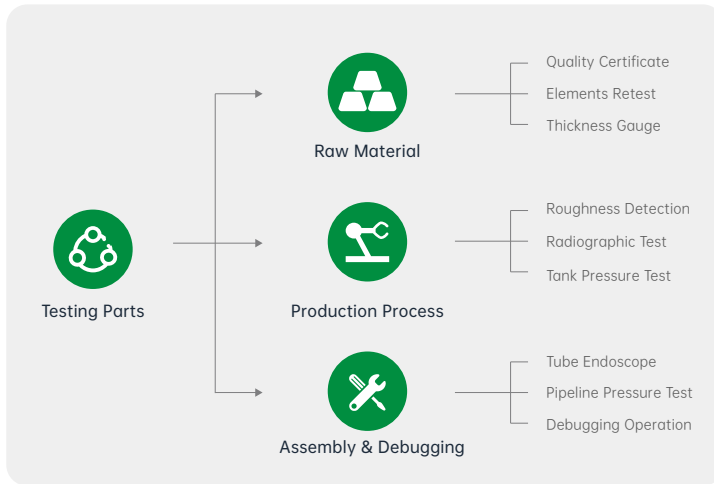 Testing Parts
Raw Material
Quality Certificate
Elements Retest
Thickness Gauge
Production Process
Roughness Detection
Radiographic Test
Tank Pressure Test
Assembly & Debugging
Tube Endoscope
Pipeline Pressure Test
Debugging Operation